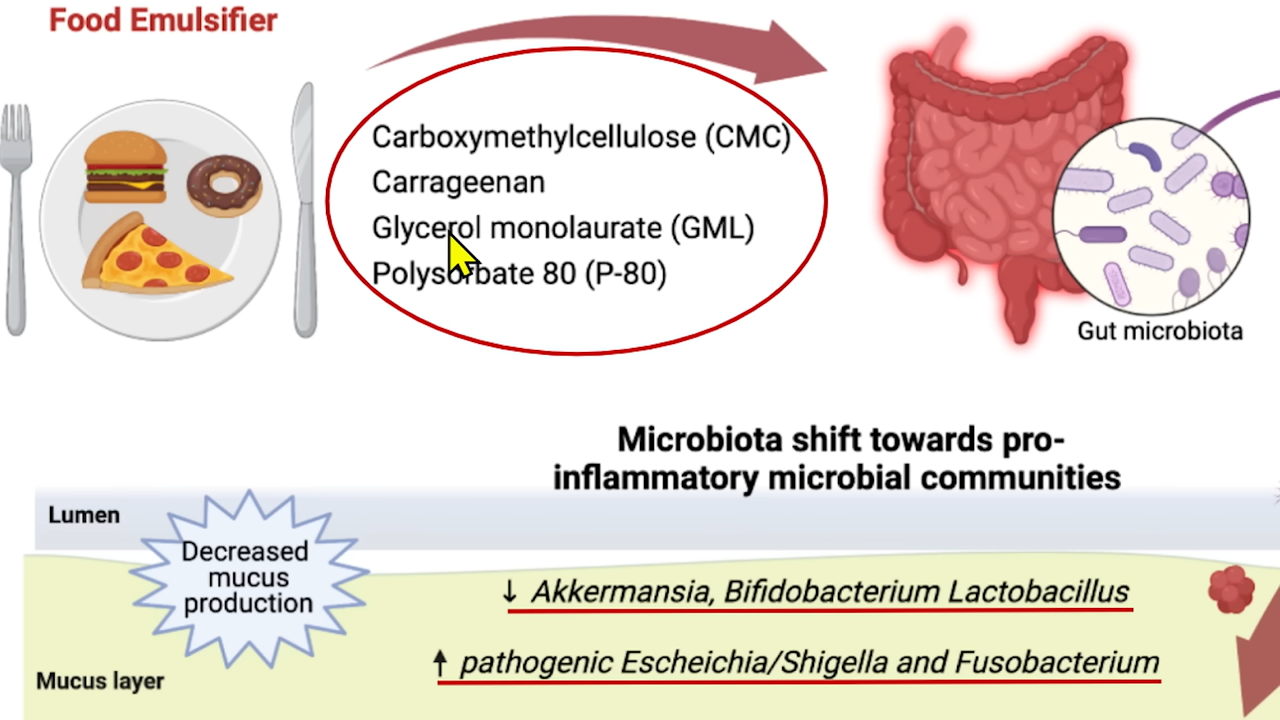 Food Emulsifier
Carboxymethylcellulose (CMC)
Carrageenan
Glycerol monolaurate (GML)
Polysorbate 80 (P-80)
Gut microbiota
Microbiota shift towards pro-
inflammatory microbial communities
Lumen
Decreased
mucus
production
↓ Akkermansia, Bifidobacterium Lactobacillus
↑ pathogenic Escheichia/Shigella and Fusobacterium
Mucus layer